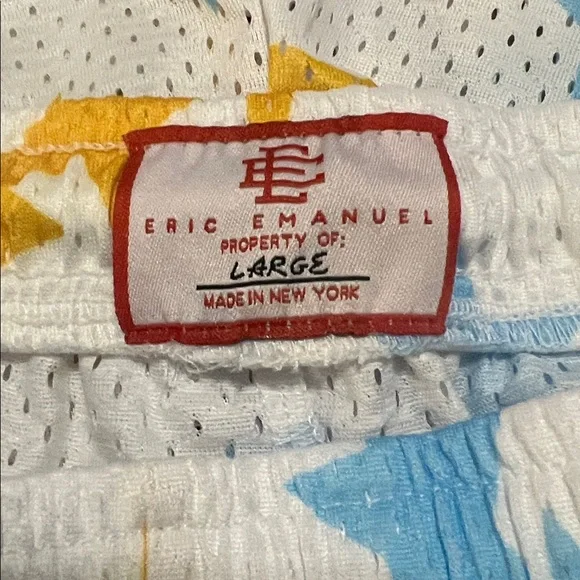 EE
ERIC EMANUEL
PROPERTY OF:
LARGE
MADE IN NEW YORK